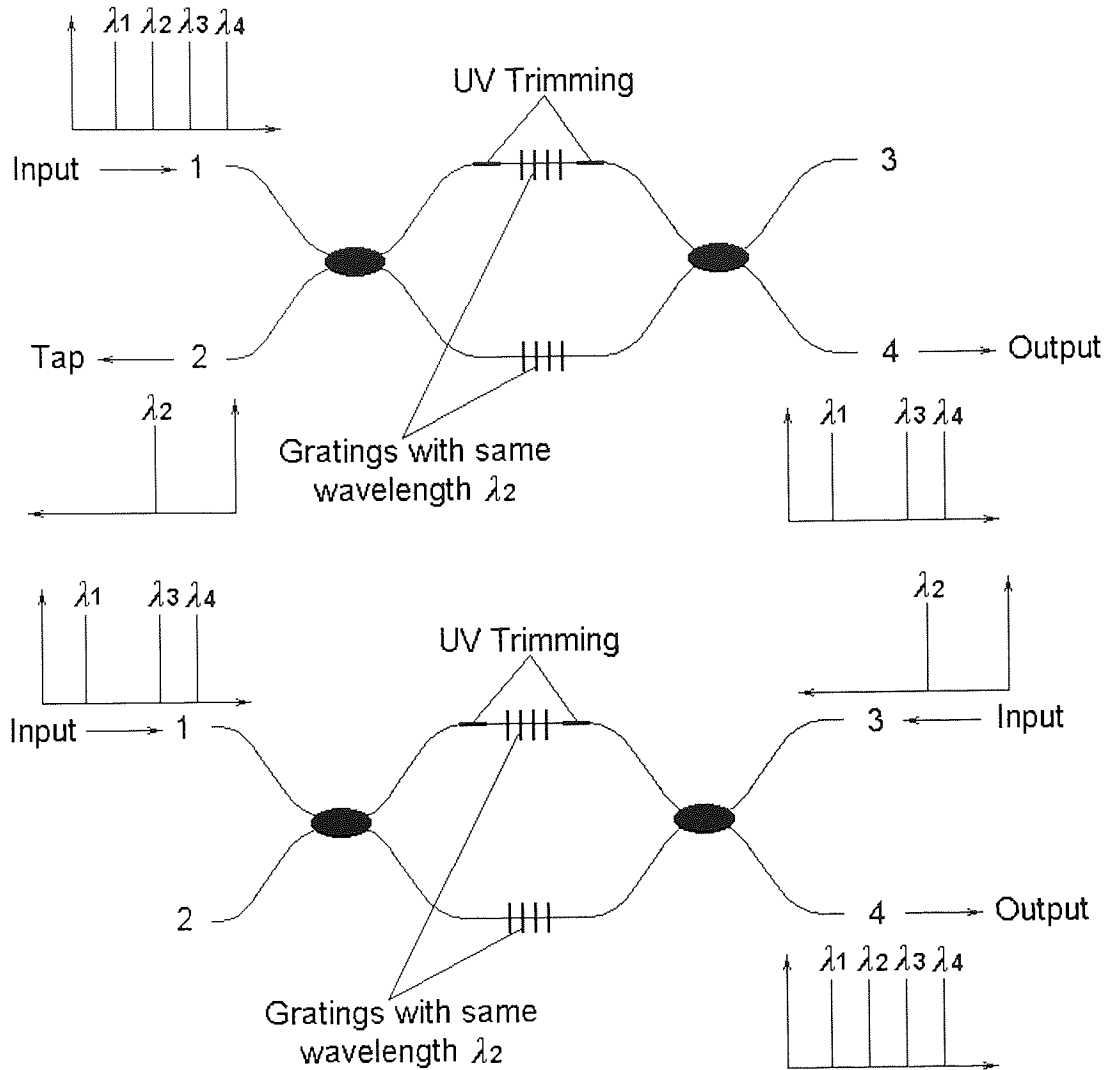 λ1 λ2 λ3 λ4
UV Trimming
Input 1
3
Tap 2
4 Output
λ2
Gratings with same
wavelength λ2
λ1 λ3 λ4
λ1 λ3 λ4
λ2
UV Trimming
Input 1
3 Input
2
4 Output
Gratings with same
wavelength λ2
λ1 λ2 λ3 λ4